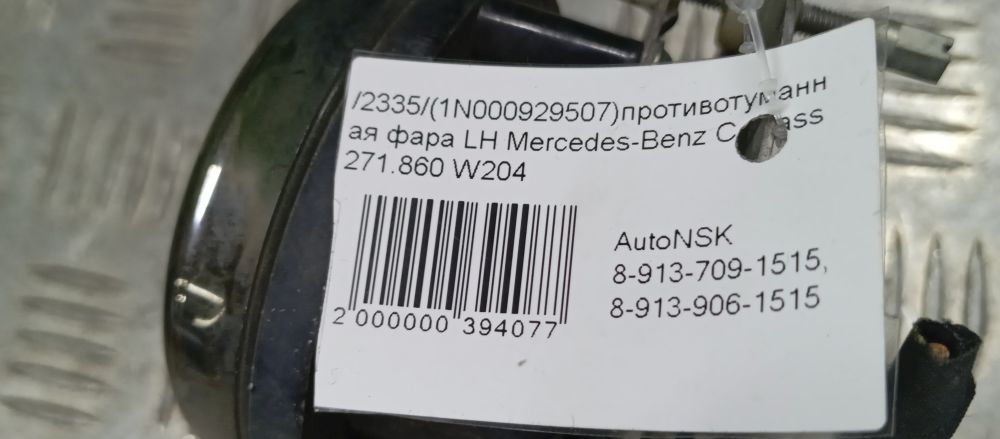 /2335/(1N000929507)противотуманн
ая фара LH Mercedes-Benz
271.860 W204
AutoNSK
8-913-709-1515,
8-913-906-1515
2 000000 394077